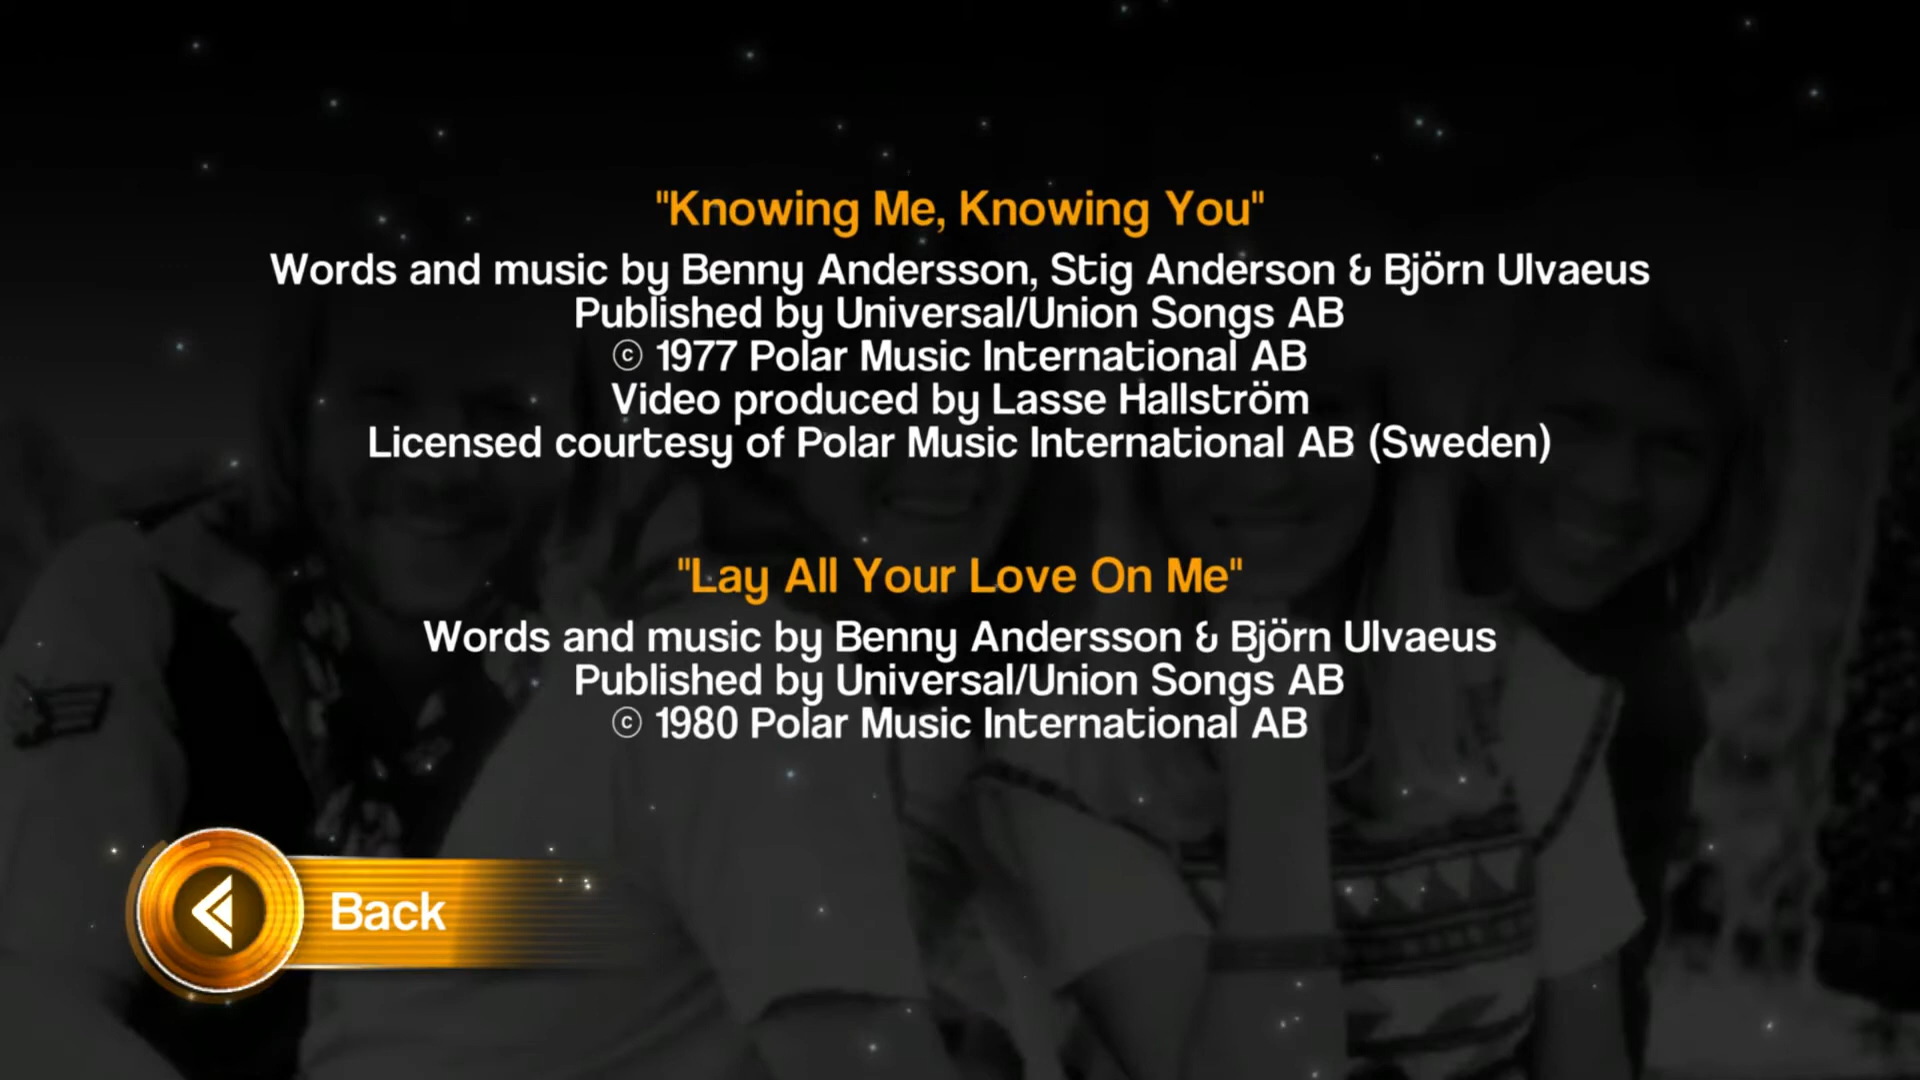 "Knowing Me, Knowing You"
Words and music by Benny Andersson, Stig Anderson & Björn Ulvaeus
Published by Universal/Union Songs AB
© 1977 Polar Music International AB
Video produced by Lasse Hallström
Licensed courtesy of Polar Music International AB (Sweden)
"Lay All Your Love On Me"
Words and music by Benny Andersson & Björn Ulvaeus
Published by Universal/Union Songs AB
© 1980 Polar Music International AB
Back